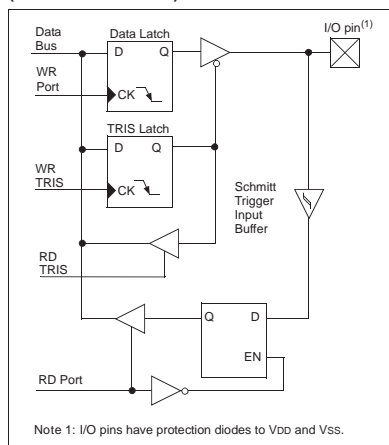 Data
Bus
Data Latch
I/O pin(1)
D Q
WR
Port
CK
TRIS Latch
D Q
WR
TRIS
CK
Schmitt
Trigger
Input
Buffer
RD
TRIS
Q D
EN
RD Port
Note 1: I/O pins have protection diodes to VDD and VSS.